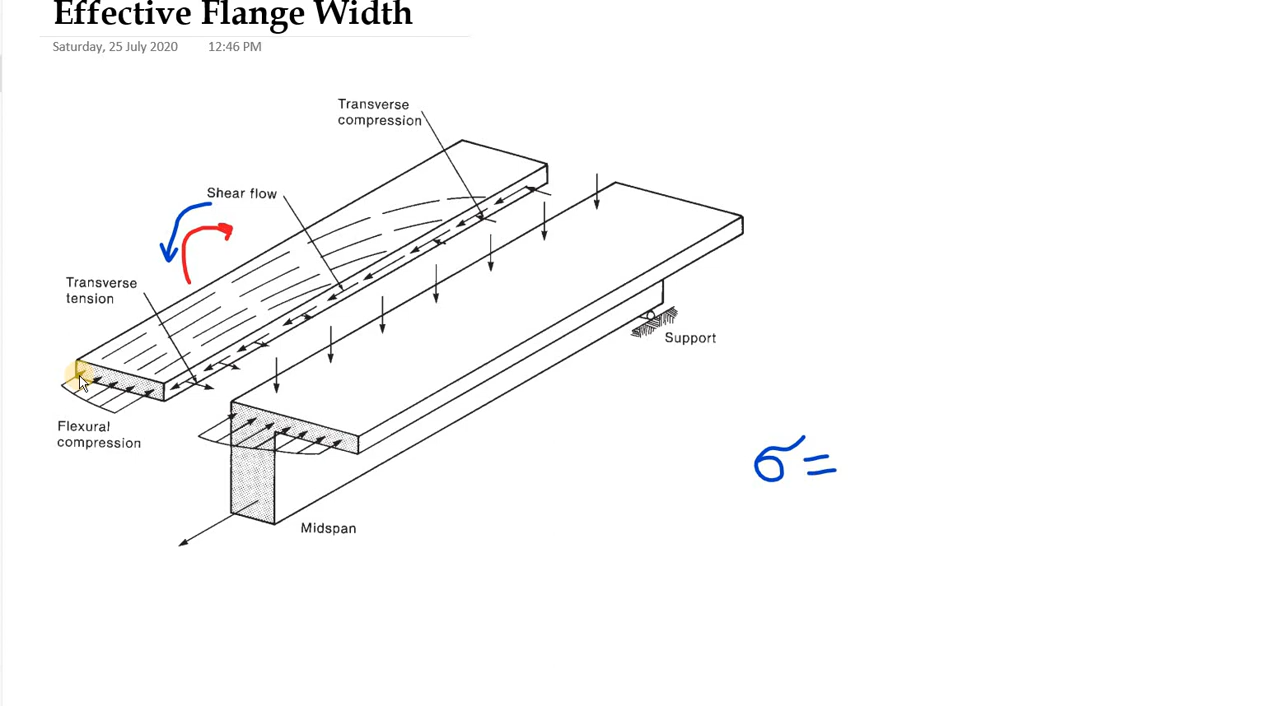 Effective Flange Width
Saturday, 25 July 2020 12:46 PM
Transverse
compression
Shear flow
Transverse
tension
Support
Flexural
compression
σ=
Midspan